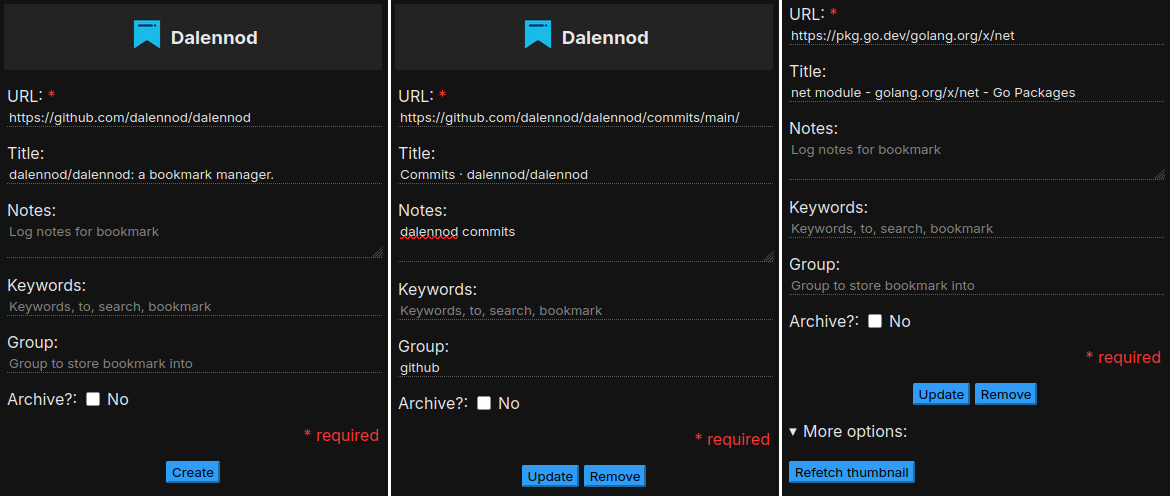 Dalennod
URL: *
https://github.com/dalennod/dalennod
Title:
dalennod/dalennod: a bookmark manager.
Notes:
Log notes for bookmark
Keywords:
Keywords, to, search, bookmark
Group:
Group to store bookmark into
Archive?: No
* required
Create
Dalennod
URL: *
https://github.com/dalennod/dalennod/commits/main/
Title:
Commits · dalennod/dalennod
Notes:
dalennod commits
Keywords:
Keywords, to, search, bookmark
Group:
github
Archive?: No
* required
Update Remove
URL: *
https://pkg.go.dev/golang.org/x/net
Title:
net module - golang.org/x/net - Go Packages
Notes:
Log notes for bookmark
Keywords:
Keywords, to, search, bookmark
Group:
Group to store bookmark into
Archive?: No
* required
Update Remove
▾ More options:
Refetch thumbnail